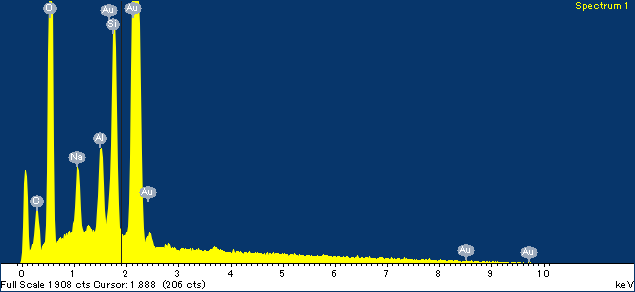 Spectrum 1
O Au Au
Si
Al
Na
Au
C
Au Au
0 1 2 3 4 5 6 7 8 9 10
Full Scale 1908 cts Cursor: 1.888 (206 cts) keV